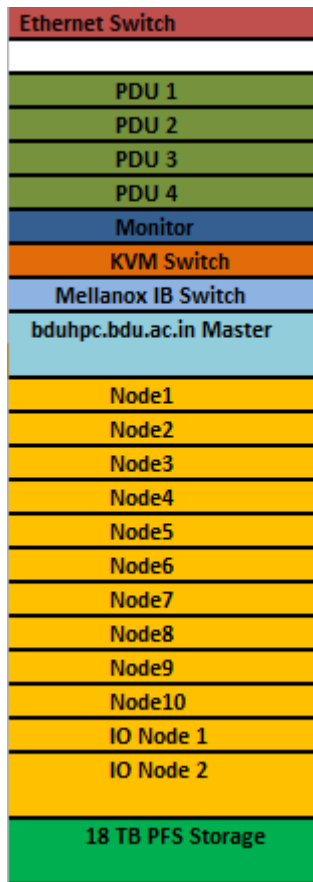 Ethernet Switch
PDU 1
PDU 2
PDU 3
PDU 4
Monitor
KVM Switch
Mellanox IB Switch
bduhpc.bdu.ac.in Master
Node1
Node2
Node3
Node4
Node5
Node6
Node7
Node8
Node9
Node10
IO Node 1
IO Node 2
18 TB PFS Storage